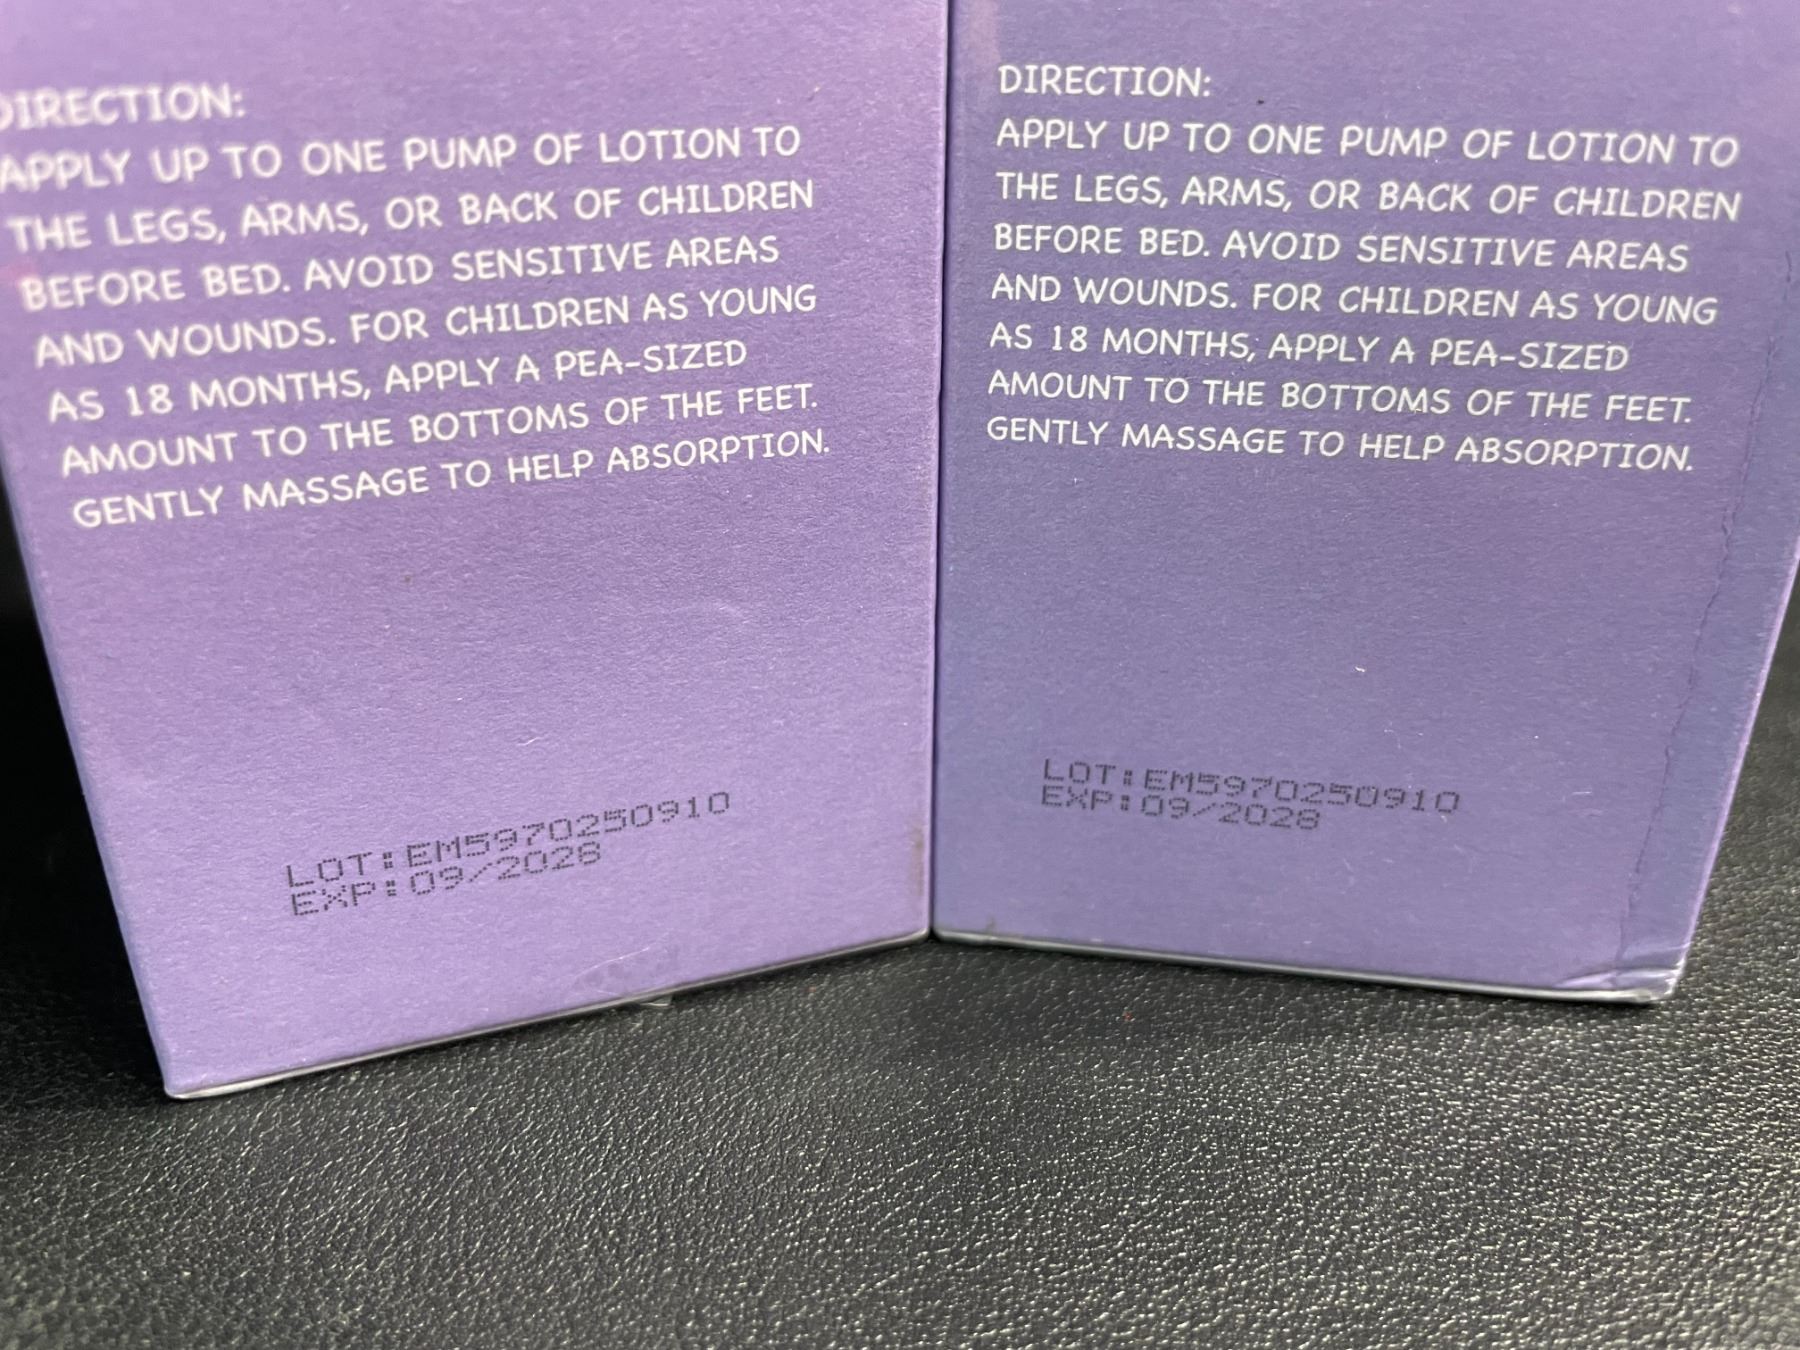 DIRECTION:
APPLY UP TO ONE PUMP OF LOTION TO
THE LEGS, ARMS, OR BACK OF CHILDREN
BEFORE BED. AVOID SENSITIVE AREAS
AND WOUNDS. FOR CHILDREN AS YOUNG
AS 18 MONTHS, APPLY A PEA-SIZED
AMOUNT TO THE BOTTOMS OF THE FEET.
GENTLY MASSAGE TO HELP ABSORPTION.
LOT:EM5970250910
EXP:09/2028
DIRECTION:
APPLY UP TO ONE PUMP OF LOTION TO
THE LEGS, ARMS, OR BACK OF CHILDREN
BEFORE BED. AVOID SENSITIVE AREAS
AND WOUNDS. FOR CHILDREN AS YOUNG
AS 18 MONTHS, APPLY A PEA-SIZED
AMOUNT TO THE BOTTOMS OF THE FEET.
GENTLY MASSAGE TO HELP ABSORPTION.
LOT:EM5970250910
EXP:09/2028